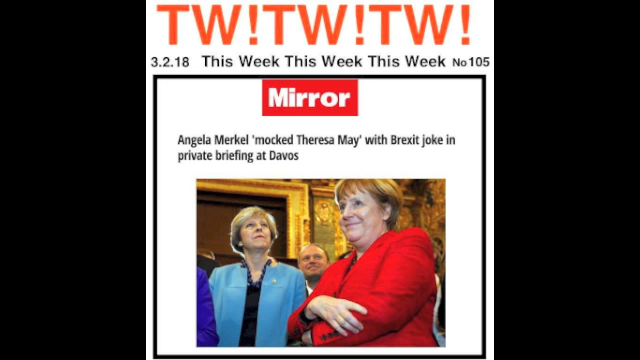 TW!TW!TW!
3.2.18 This Week This Week This Week No105
Mirror
Angela Merkel 'mocked Theresa May' with Brexit joke in
private briefing at Davos